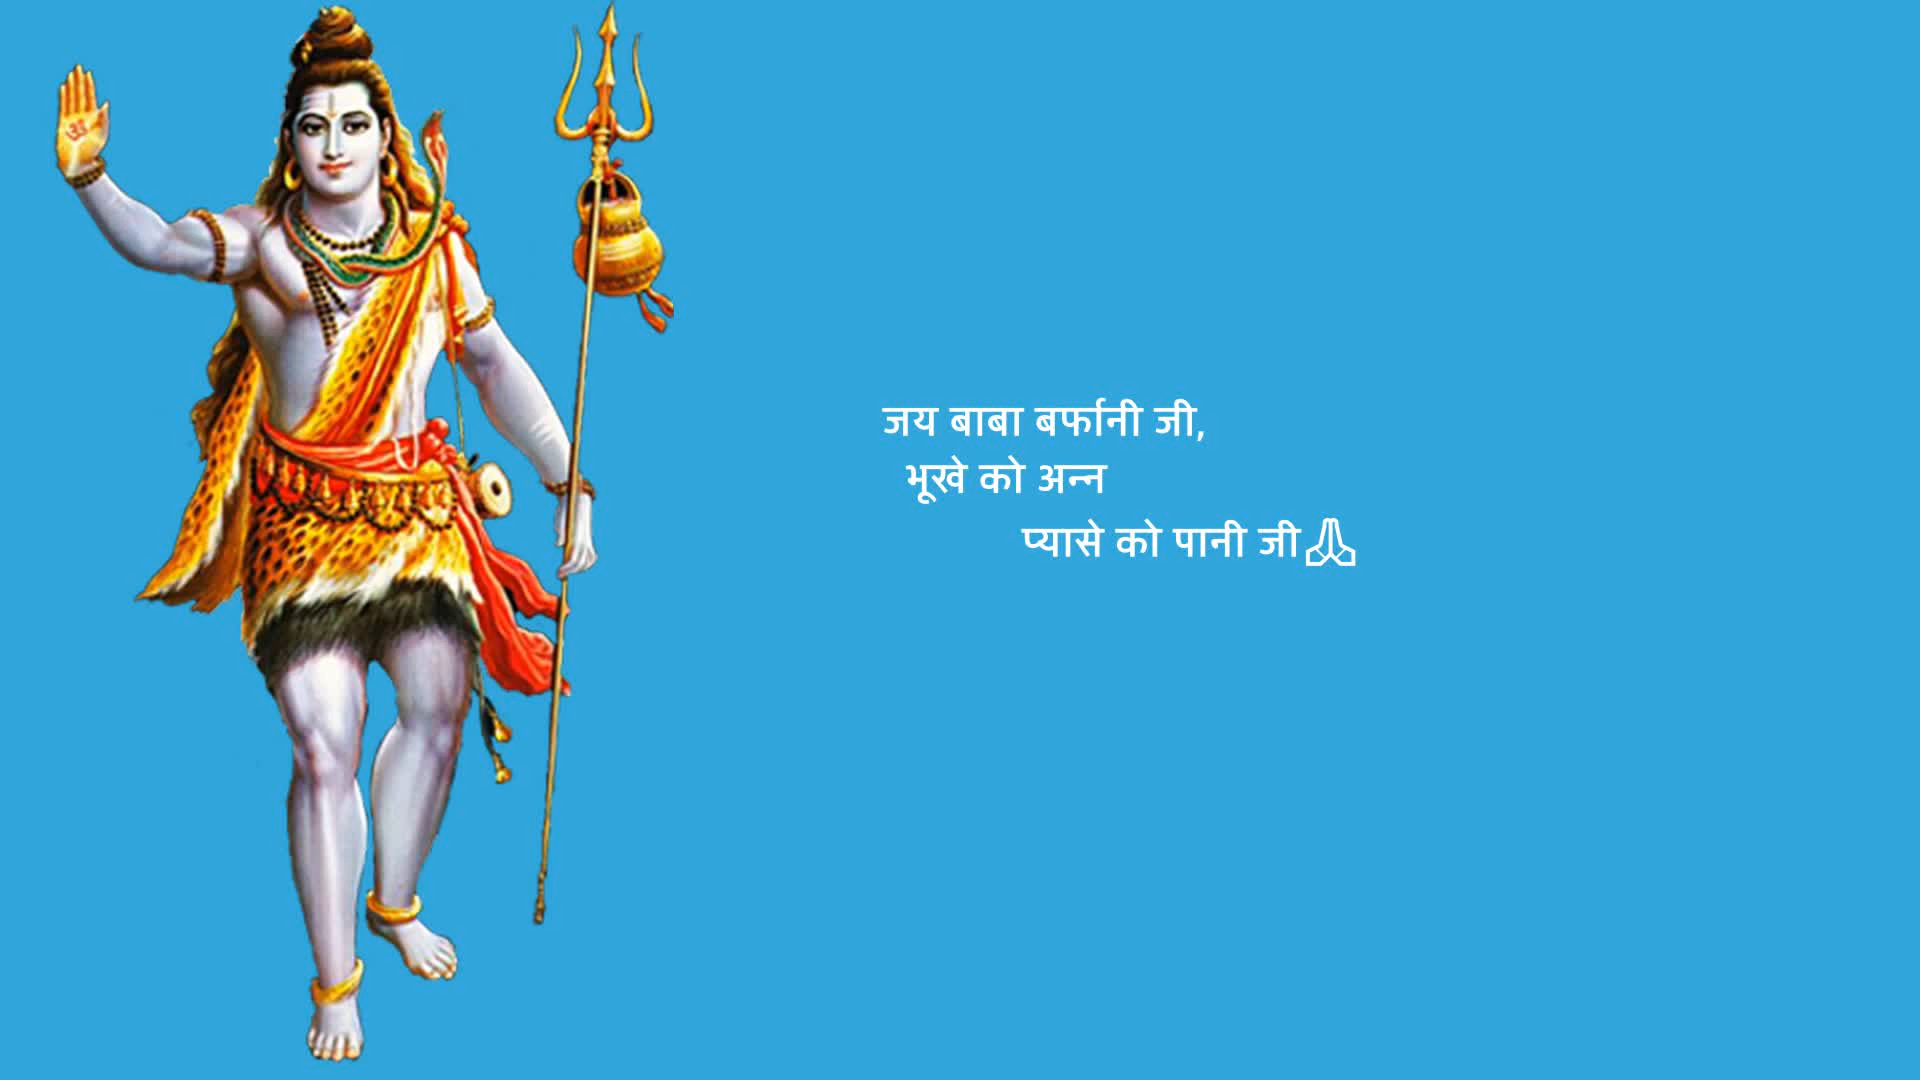 ॐ
जय बाबा बर्फानी जी,
भूखे को अन्न
प्यासे को पानी जी🙏